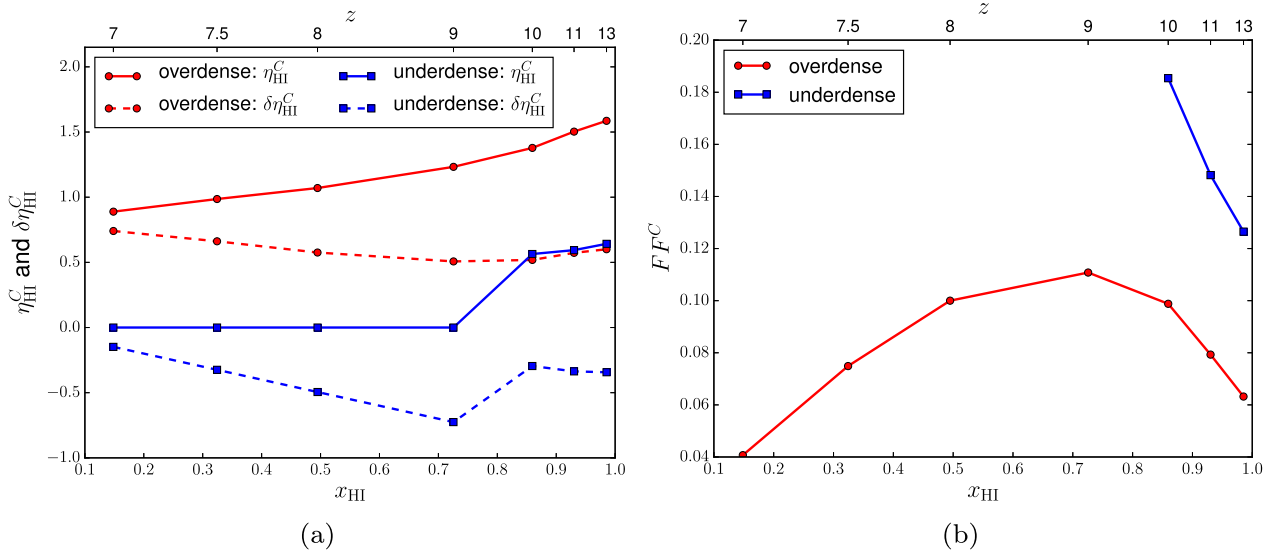 z
7 7.5 8 9 10 11 13
overdense: η_HI^C underdense: η_HI^C
overdense: δη_HI^C underdense: δη_HI^C
2.0
1.5
1.0
0.5
0.0
−0.5
−1.0
η_HI^C and δη_HI^C
0.1 0.2 0.3 0.4 0.5 0.6 0.7 0.8 0.9 1.0
x_HI
(a)
z
7 7.5 8 9 10 11 13
overdense
underdense
0.20
0.18
0.16
0.14
0.12
0.10
0.08
0.06
0.04
FF^C
0.1 0.2 0.3 0.4 0.5 0.6 0.7 0.8 0.9 1.0
x_HI
(b)